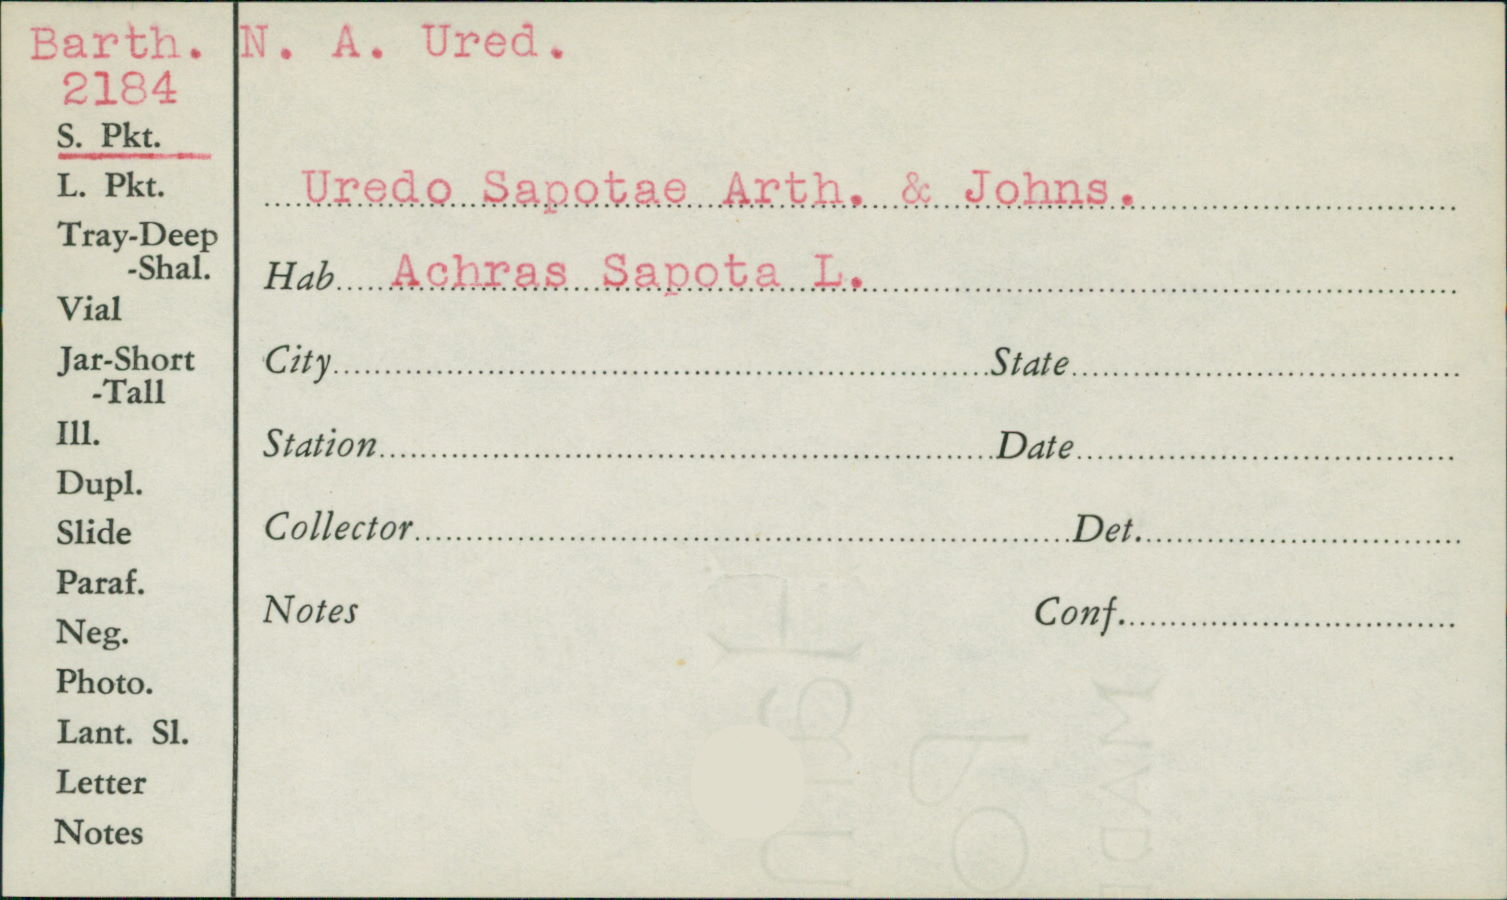 Barth. N. A. Ured.
2184
S. Pkt.
L. Pkt.
Tray-Deep
-Shal.
Vial
Jar-Short
-Tall
Ill.
Dupl.
Slide
Paraf.
Neg.
Photo.
Lant. Sl.
Letter
Notes
Uredo Sapotae Arth. & Johns.
Hab. Achras Sapota L.
City State
Station Date
Collector Det.
Notes Conf.